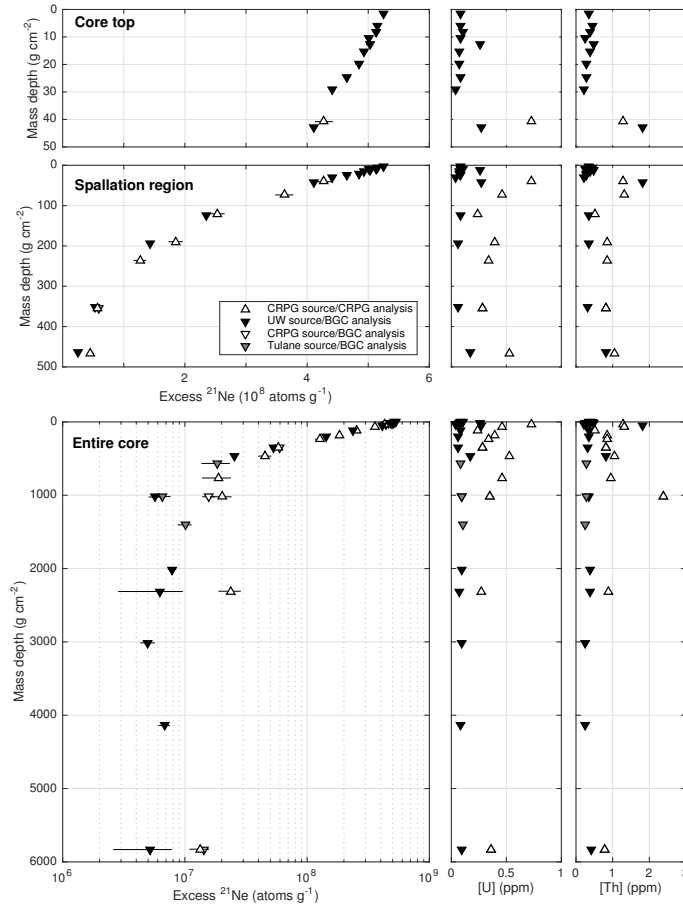 Core top
Mass depth (g cm⁻²)
0
10
20
30
40
50
Spallation region
Mass depth (g cm⁻²)
0
100
200
300
400
500
2
4
6
Excess ²¹Ne (10⁸ atoms g⁻¹)
CRPG source/CRPG analysis
UW source/BGC analysis
CRPG source/BGC analysis
Tulane source/BGC analysis
Entire core
Mass depth (g cm⁻²)
0
1000
2000
3000
4000
5000
6000
10⁶ 10⁷ 10⁸ 10⁹
Excess ²¹Ne (atoms g⁻¹)
0 0.5 1
[U] (ppm)
0 1 2 3
[Th] (ppm)